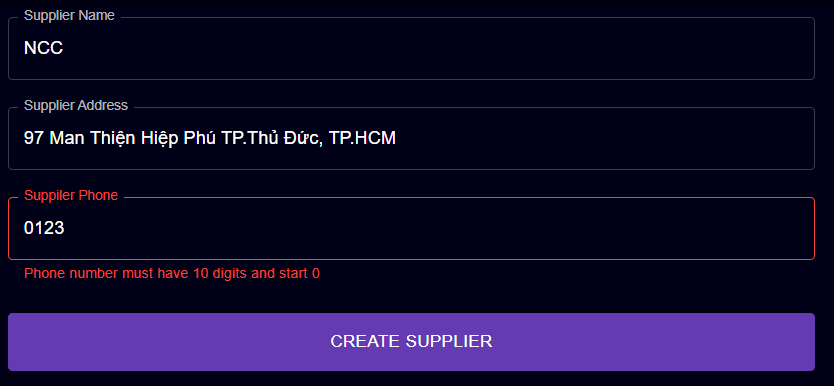 Supplier Name
NCC
Supplier Address
97 Man Thiện Hiệp Phú TP.Thủ Đức, TP.HCM
Suppiler Phone
0123
Phone number must have 10 digits and start 0
CREATE SUPPLIER